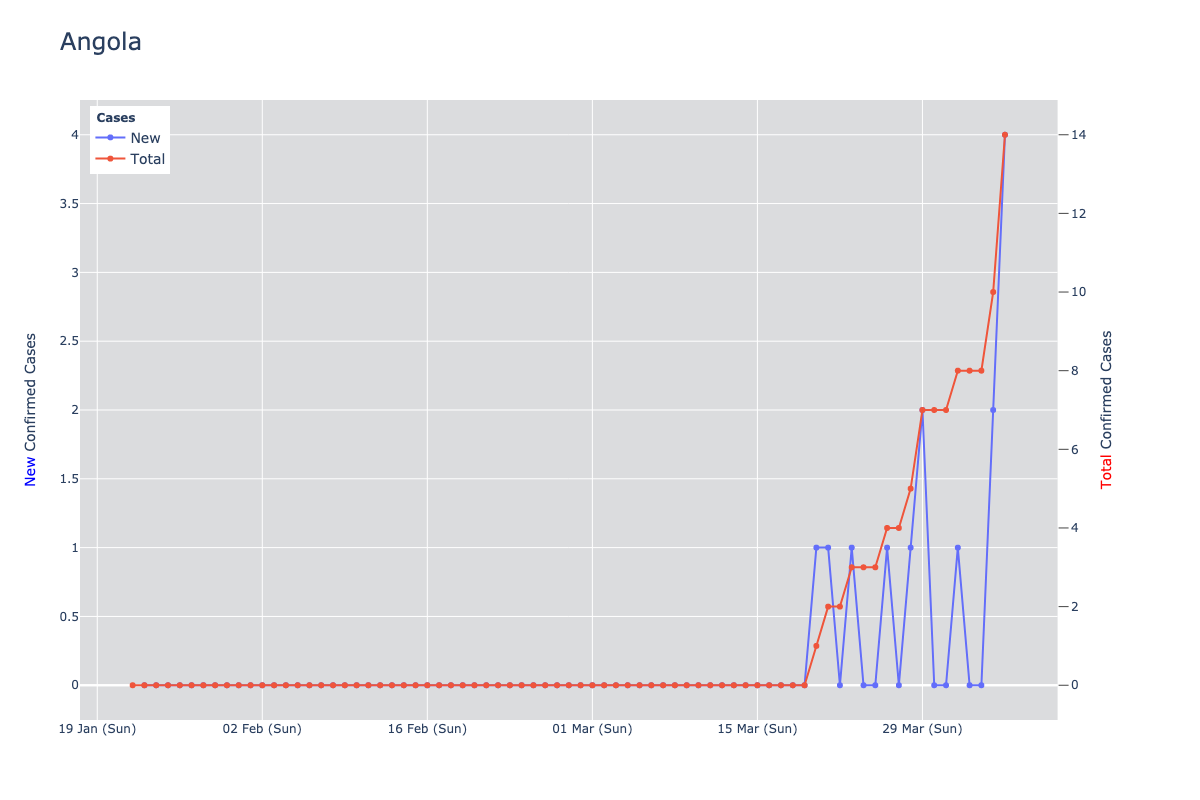 Angola
Cases
New
Total
4
3.5
3
2.5
2
1.5
1
0.5
0
New Confirmed Cases
14
12
10
8
6
4
2
0
Total Confirmed Cases
19 Jan (Sun) 02 Feb (Sun) 16 Feb (Sun) 01 Mar (Sun) 15 Mar (Sun) 29 Mar (Sun)